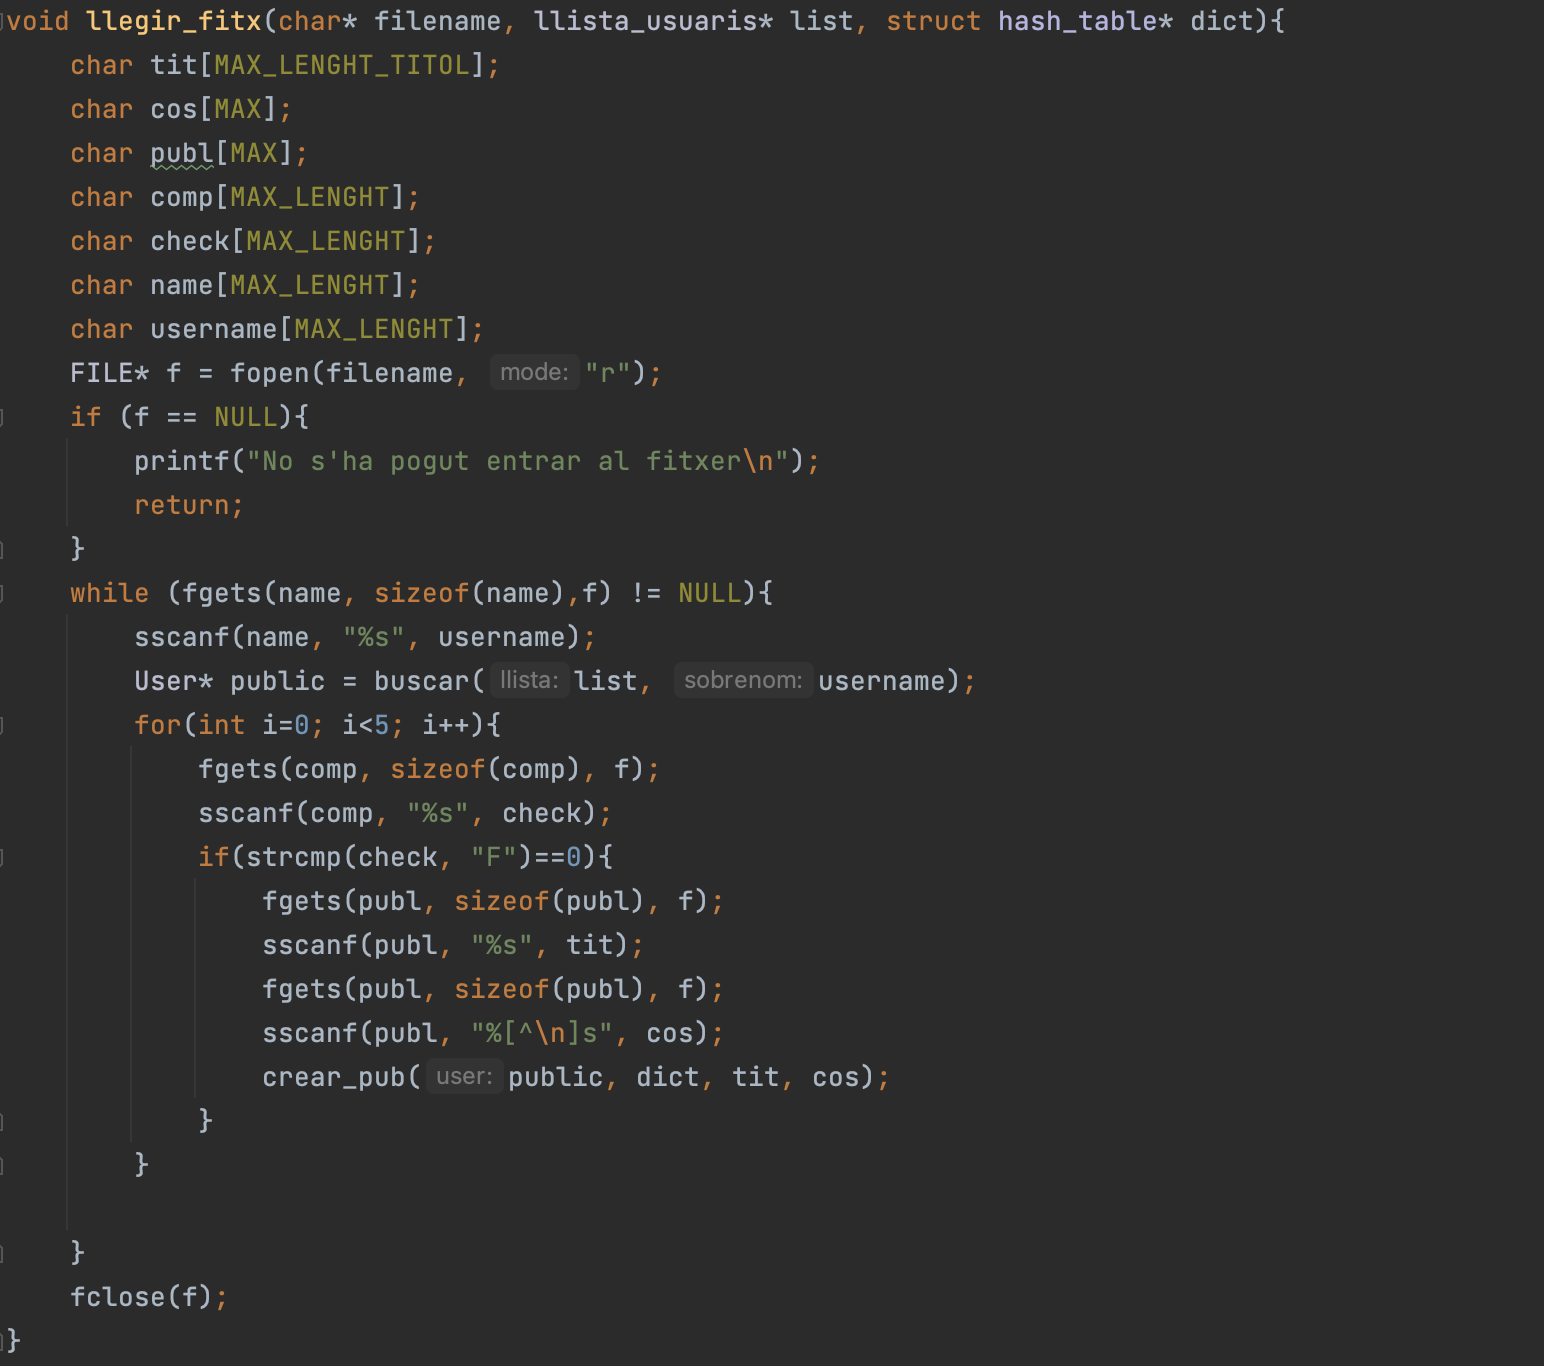 void llegir_fitx(char* filename, llista_usuaris* list, struct hash_table* dict){
    char tit[MAX_LENGHT_TITOL];
    char cos[MAX];
    char publ[MAX];
    char comp[MAX_LENGHT];
    char check[MAX_LENGHT];
    char name[MAX_LENGHT];
    char username[MAX_LENGHT];
    FILE* f = fopen(filename, mode: "r");
    if (f == NULL){
        printf("No s'ha pogut entrar al fitxer\n");
        return;
    }
    while (fgets(name, sizeof(name),f) != NULL){
        sscanf(name, "%s", username);
        User* public = buscar( llista: list, sobrenom: username);
        for(int i=0; i<5; i++){
            fgets(comp, sizeof(comp), f);
            sscanf(comp, "%s", check);
            if(strcmp(check, "F")==0){
                fgets(publ, sizeof(publ), f);
                sscanf(publ, "%s", tit);
                fgets(publ, sizeof(publ), f);
                sscanf(publ, "%[^\n]s", cos);
                crear_pub( user: public, dict, tit, cos);
            }
        }

    }
    fclose(f);
}